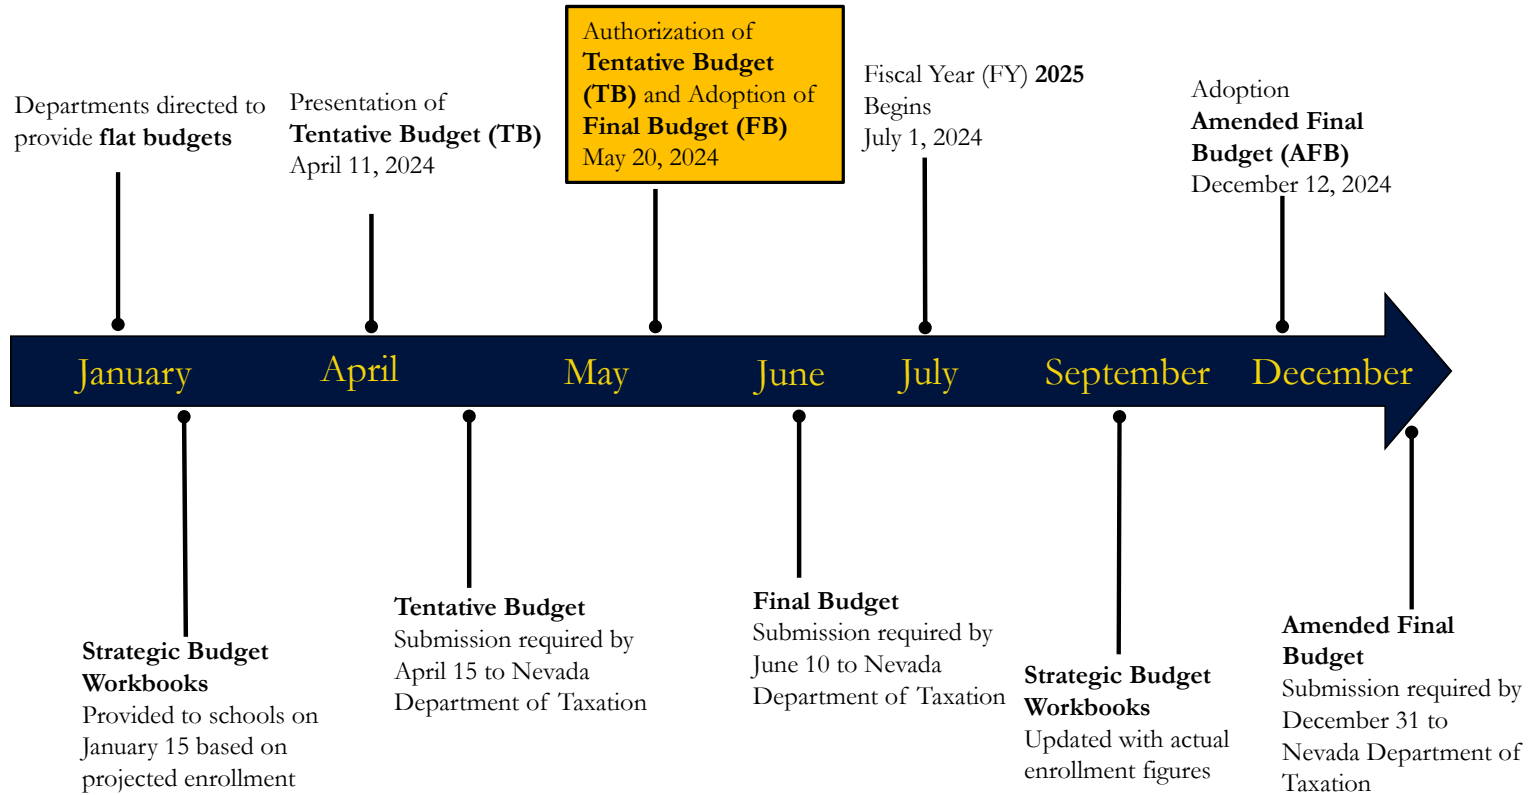 Departments directed to
provide flat budgets
Presentation of
Tentative Budget (TB)
April 11, 2024
Authorization of
Tentative Budget
(TB) and Adoption of
Final Budget (FB)
May 20, 2024
Fiscal Year (FY) 2025
Begins
July 1, 2024
Adoption
Amended Final
Budget (AFB)
December 12, 2024
January
April
May
June
July
September
December
Strategic Budget
Workbooks
Provided to schools on
January 15 based on
projected enrollment
Tentative Budget
Submission required by
April 15 to Nevada
Department of Taxation
Final Budget
Submission required by
June 10 to Nevada
Department of Taxation
Strategic Budget
Workbooks
Updated with actual
enrollment figures
Amended Final
Budget
Submission required by
December 31 to
Nevada Department of
Taxation